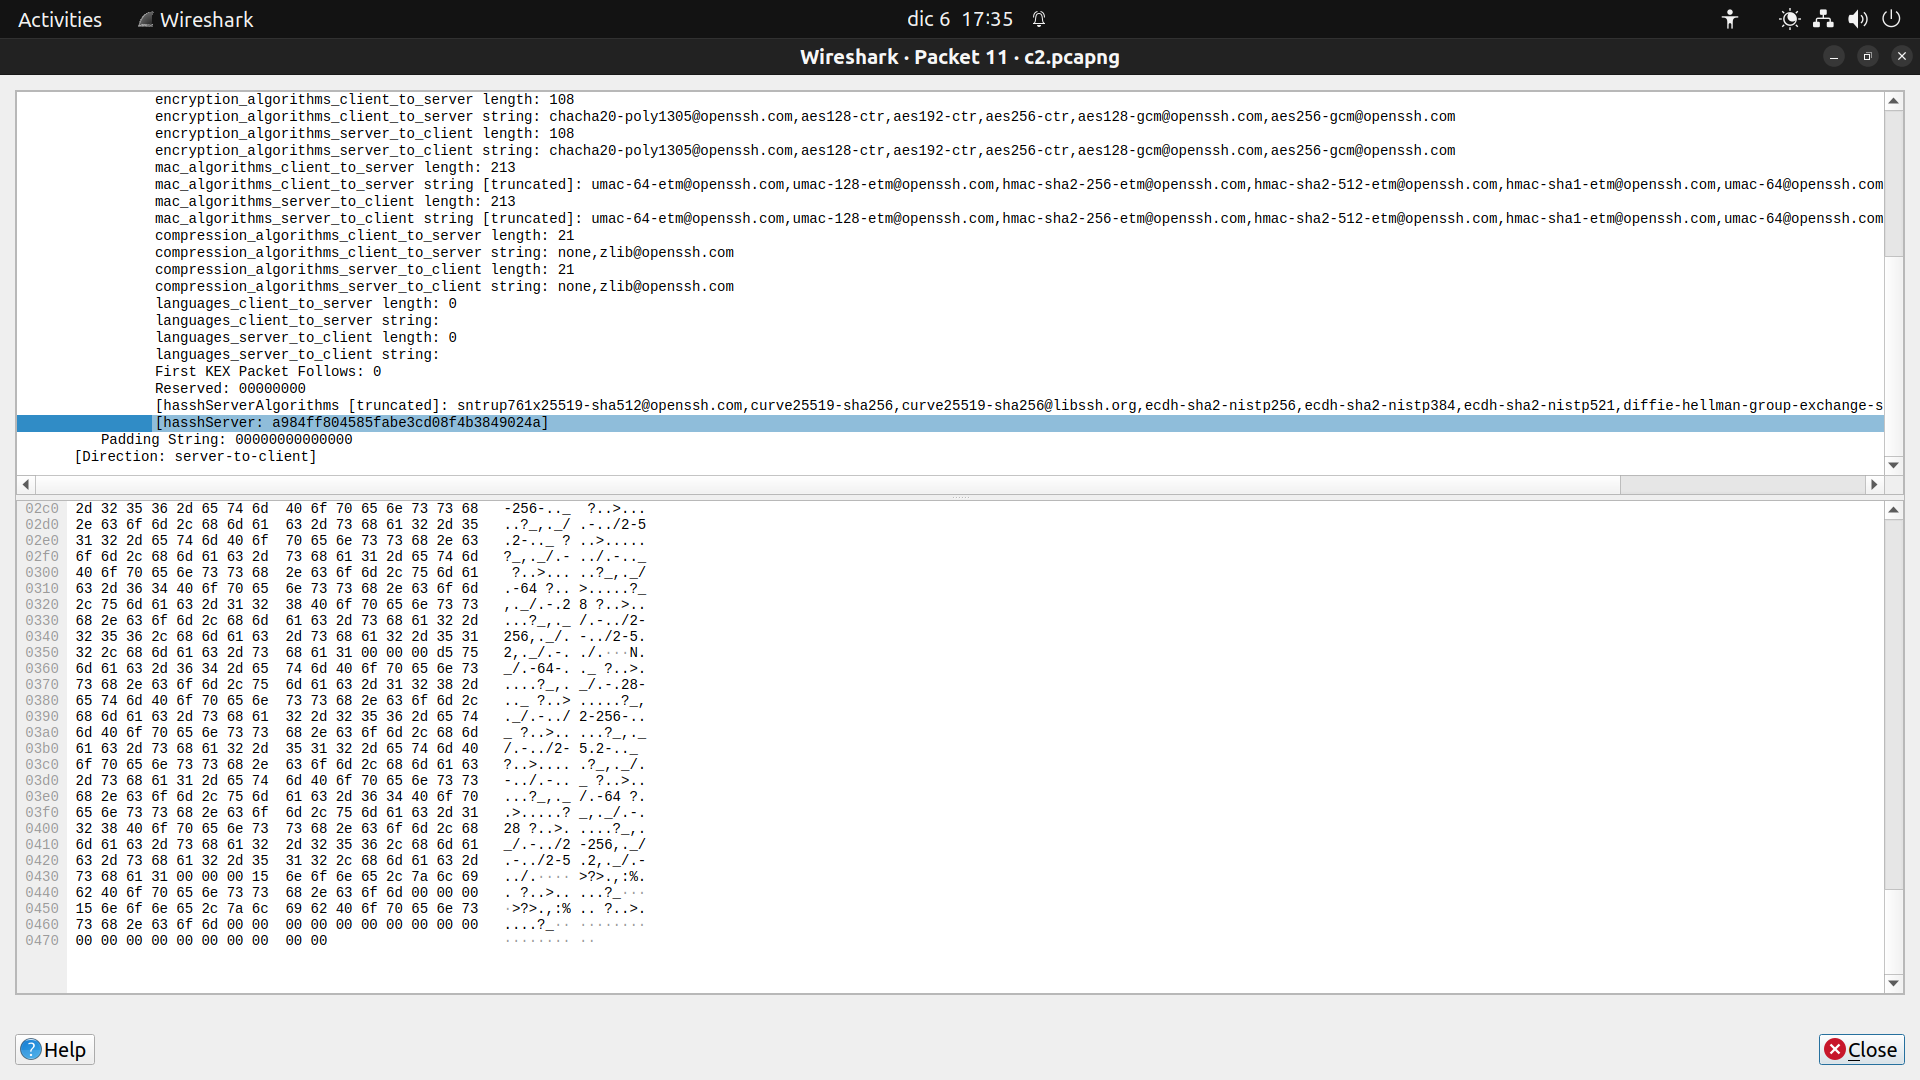 Activities
Wireshark
dic 6 17:35
Wireshark · Packet 11 · c2.pcapng
encryption_algorithms_client_to_server length: 108
encryption_algorithms_client_to_server string: chacha20-poly1305@openssh.com,aes128-ctr,aes192-ctr,aes256-ctr,aes128-gcm@openssh.com,aes256-gcm@openssh.com
encryption_algorithms_server_to_client length: 108
encryption_algorithms_server_to_client string: chacha20-poly1305@openssh.com,aes128-ctr,aes192-ctr,aes256-ctr,aes128-gcm@openssh.com,aes256-gcm@openssh.com
mac_algorithms_client_to_server length: 213
mac_algorithms_client_to_server string [truncated]: umac-64-etm@openssh.com,umac-128-etm@openssh.com,hmac-sha2-256-etm@openssh.com,hmac-sha2-512-etm@openssh.com,hmac-sha1-etm@openssh.com,umac-64@openssh.com
mac_algorithms_server_to_client length: 213
mac_algorithms_server_to_client string [truncated]: umac-64-etm@openssh.com,umac-128-etm@openssh.com,hmac-sha2-256-etm@openssh.com,hmac-sha2-512-etm@openssh.com,hmac-sha1-etm@openssh.com,umac-64@openssh.com
compression_algorithms_client_to_server length: 21
compression_algorithms_client_to_server string: none,zlib@openssh.com
compression_algorithms_server_to_client length: 21
compression_algorithms_server_to_client string: none,zlib@openssh.com
languages_client_to_server length: 0
languages_client_to_server string:
languages_server_to_client length: 0
languages_server_to_client string:
First KEX Packet Follows: 0
Reserved: 00000000
[hasshServerAlgorithms [truncated]: sntrup761x25519-sha512@openssh.com,curve25519-sha256,curve25519-sha256@libssh.org,ecdh-sha2-nistp256,ecdh-sha2-nistp384,ecdh-sha2-nistp521,diffie-hellman-group-exchange-s
[hasshServer: a984ff804585fabe3cd08f4b3849024a]
Padding String: 00000000000000
[Direction: server-to-client]
02c0 2d 32 35 36 2d 65 74 6d 40 6f 70 65 6e 73 73 68 -256-.._ ?..>...
02d0 2e 63 6f 6d 2c 68 6d 61 63 2d 73 68 61 32 2d 35 ..?_,._/ .-../2-5
02e0 31 32 2d 65 74 6d 40 6f 70 65 6e 73 73 68 2e 63 .2-.._ ? ..>.....
02f0 6f 6d 2c 68 6d 61 63 2d 73 68 61 31 2d 65 74 6d ?_,._/.- ../.-.._
0300 40 6f 70 65 6e 73 73 68 2e 63 6f 6d 2c 75 6d 61 ?..>... ..?_,._/
0310 63 2d 36 34 40 6f 70 65 6e 73 73 68 2e 63 6f 6d .-64 ?.. >.....?_
0320 2c 75 6d 61 63 2d 31 32 38 40 6f 70 65 6e 73 73 ,._/.-.2 8 ?..>..
0330 68 2e 63 6f 6d 2c 68 6d 61 63 2d 73 68 61 32 2d ...?_,._ /.-../2-
0340 32 35 36 2c 68 6d 61 63 2d 73 68 61 32 2d 35 31 256,._/. -../2-5.
0350 32 2c 68 6d 61 63 2d 73 68 61 31 00 00 00 d5 75 2,._/.-. ./.···N.
0360 6d 61 63 2d 36 34 2d 65 74 6d 40 6f 70 65 6e 73 _/.-64-. ._ ?..>.
0370 73 68 2e 63 6f 6d 2c 75 6d 61 63 2d 31 32 38 2d ....?_,. _/.-.28-
0380 65 74 6d 40 6f 70 65 6e 73 73 68 2e 63 6f 6d 2c .._ ?..> .....?_,
0390 68 6d 61 63 2d 73 68 61 32 2d 32 35 36 2d 65 74 ._/.-../ 2-256-..
03a0 6d 40 6f 70 65 6e 73 73 68 2e 63 6f 6d 2c 68 6d _ ?..>.. ...?_,._
03b0 61 63 2d 73 68 61 32 2d 35 31 32 2d 65 74 6d 40 /.-../2- 5.2-.._
03c0 6f 70 65 6e 73 73 68 2e 63 6f 6d 2c 68 6d 61 63 ?..>.... .?_,._/.
03d0 2d 73 68 61 31 2d 65 74 6d 40 6f 70 65 6e 73 73 -../.-.. _ ?..>..
03e0 68 2e 63 6f 6d 2c 75 6d 61 63 2d 36 34 40 6f 70 ...?_,._ /.-64 ?.
03f0 65 6e 73 73 68 2e 63 6f 6d 2c 75 6d 61 63 2d 31 .>.....? _,._/.-.
0400 32 38 40 6f 70 65 6e 73 73 68 2e 63 6f 6d 2c 68 28 ?..>. ....?_,.
0410 6d 61 63 2d 73 68 61 32 2d 32 35 36 2c 68 6d 61 _/.-../2 -256,._/
0420 63 2d 73 68 61 32 2d 35 31 32 2c 68 6d 61 63 2d .-../2-5 .2,._/.-
0430 73 68 61 31 00 00 00 15 6e 6f 6e 65 2c 7a 6c 69 ../.···· >?>.,:%.
0440 62 40 6f 70 65 6e 73 73 68 2e 63 6f 6d 00 00 00 . ?..>.. ...?_···
0450 15 6e 6f 6e 65 2c 7a 6c 69 62 40 6f 70 65 6e 73 ·>?>.,:% .. ?..>.
0460 73 68 2e 63 6f 6d 00 00 00 00 00 00 00 00 00 00 ....?_·· ········
0470 00 00 00 00 00 00 00 00 00 00 ········ ··
Help
Close